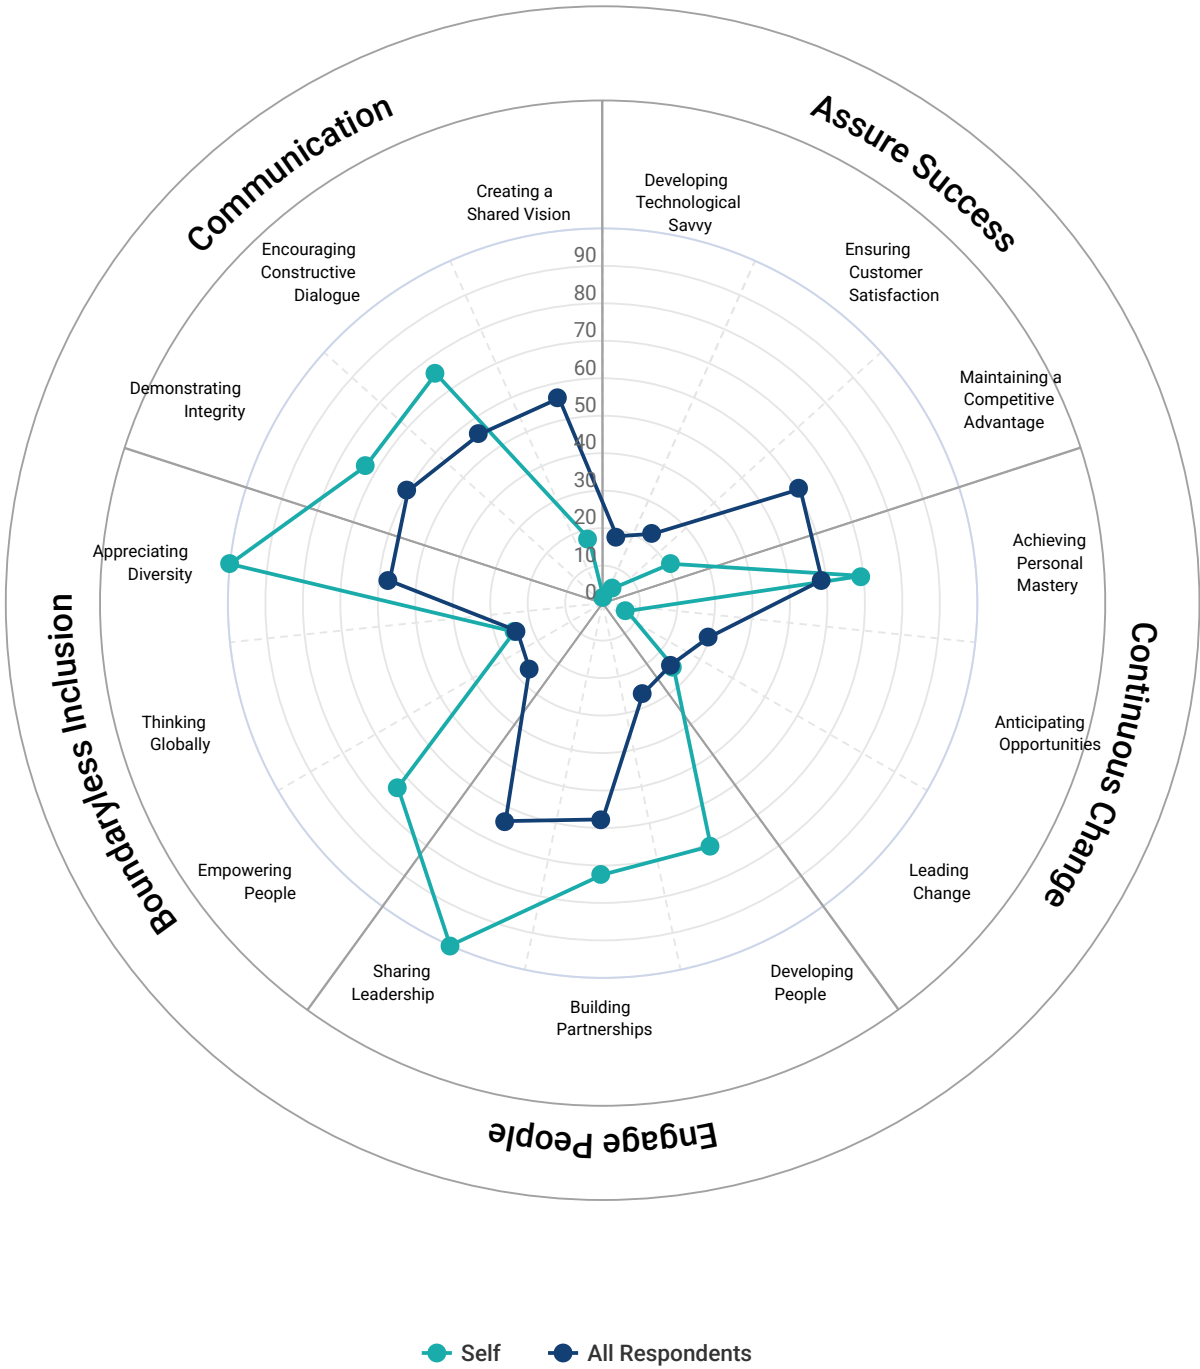 Communication
Assure Success
Continuous Change
Engage People
Boundaryless Inclusion
Creating a
Shared Vision
Developing
Technological
Savvy
Encouraging
Constructive
Dialogue
Ensuring
Customer
Satisfaction
Demonstrating
Integrity
Maintaining a
Competitive
Advantage
Appreciating
Diversity
Achieving
Personal
Mastery
Thinking
Globally
Anticipating
Opportunities
Empowering
People
Leading
Change
Sharing
Leadership
Building
Partnerships
Developing
People
90
80
70
60
50
40
30
20
10
0
Self
All Respondents